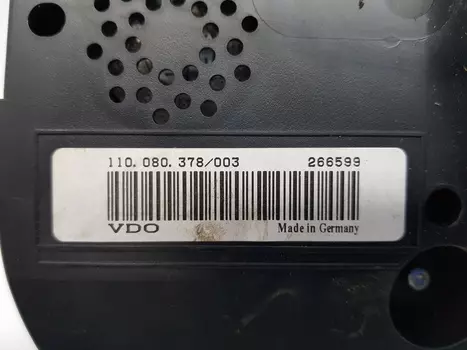 110. 080. 378/003 266599
VDO Made in Germany